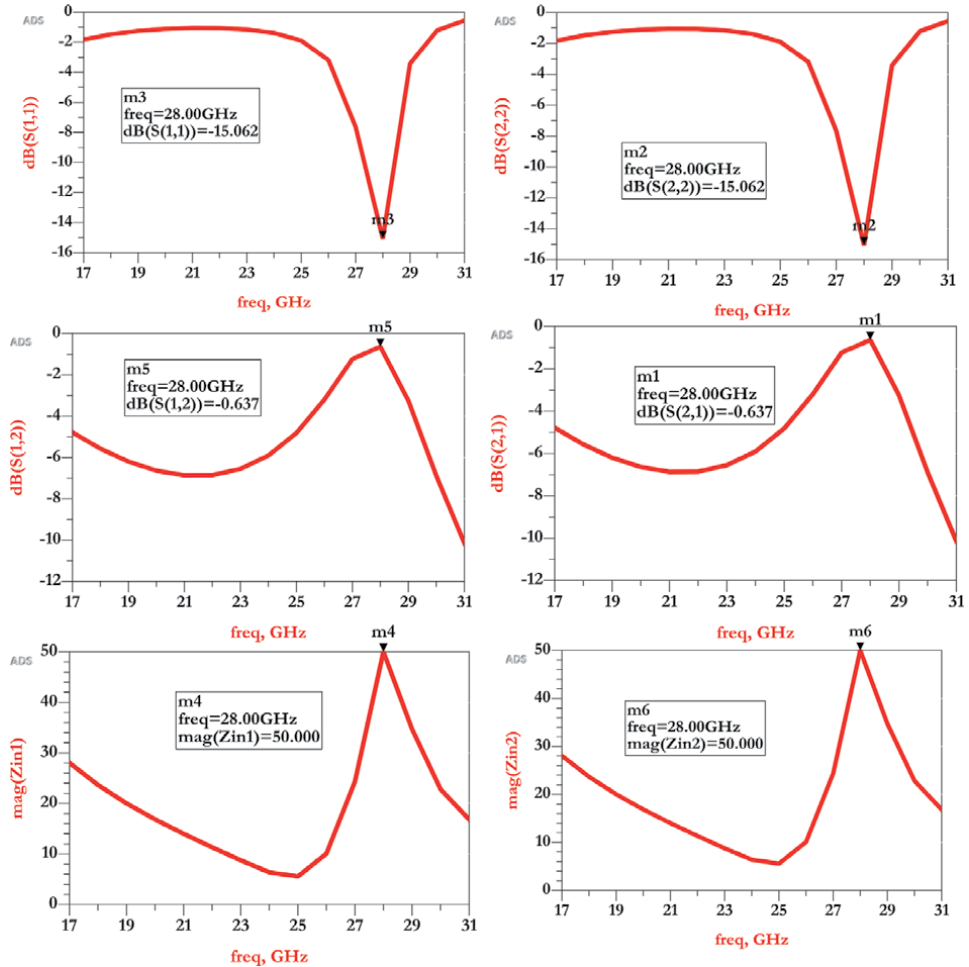 ADS
dB(S(1,1))
0
-2
-4
-6
-8
-10
-12
-14
-16
m3
freq=28.00GHz
dB(S(1,1))=-15.062
m3
17 19 21 23 25 27 29 31
freq, GHz
ADS
dB(S(2,2))
0
-2
-4
-6
-8
-10
-12
-14
-16
m2
freq=28.00GHz
dB(S(2,2))=-15.062
m2
17 19 21 23 25 27 29 31
freq, GHz
ADS
dB(S(1,2))
0
-2
-4
-6
-8
-10
-12
m5
m5
freq=28.00GHz
dB(S(1,2))=-0.637
17 19 21 23 25 27 29 31
freq, GHz
ADS
dB(S(2,1))
0
-2
-4
-6
-8
-10
-12
m1
m1
freq=28.00GHz
dB(S(2,1))=-0.637
17 19 21 23 25 27 29 31
freq, GHz
ADS
mag(Zin1)
50
40
30
20
10
0
m4
m4
freq=28.00GHz
mag(Zin1)=50.000
17 19 21 23 25 27 29 31
freq, GHz
ADS
mag(Zin2)
50
40
30
20
10
0
m6
m6
freq=28.00GHz
mag(Zin2)=50.000
17 19 21 23 25 27 29 31
freq, GHz